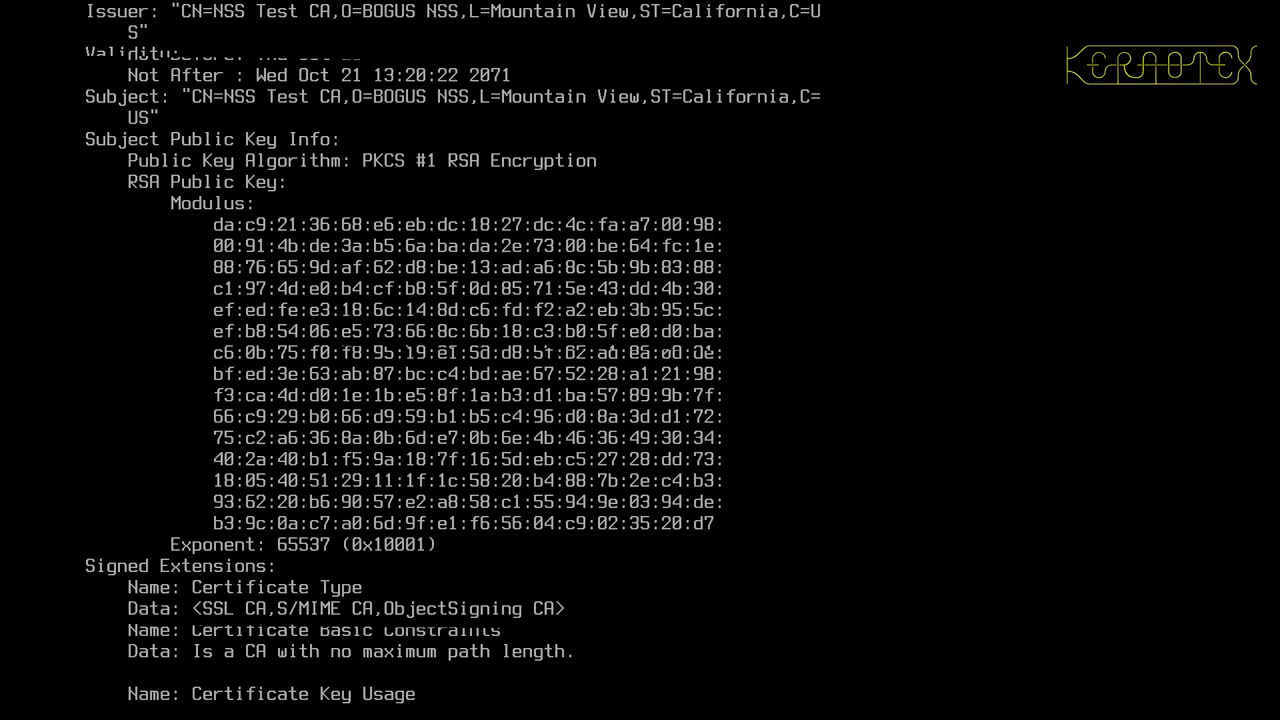 Issuer: "CN=NSS Test CA,O=BOGUS NSS,L=Mountain View,ST=California,C=U
S"
KERAOTEX
Validity:
Not After : Wed Oct 21 13:20:22 2071
Subject: "CN=NSS Test CA,O=BOGUS NSS,L=Mountain View,ST=California,C=
US"
Subject Public Key Info:
Public Key Algorithm: PKCS #1 RSA Encryption
RSA Public Key:
Modulus:
da:c9:21:36:68:e6:eb:dc:18:27:dc:4c:fa:a7:00:98:
00:91:4b:de:3a:b5:6a:ba:da:2e:73:00:be:64:fc:1e:
88:76:65:9d:af:62:d8:be:13:ad:a6:8c:5b:9b:83:88:
c1:97:4d:e0:b4:cf:b8:5f:0d:85:71:5e:43:dd:4b:30:
ef:ed:fe:e3:18:6c:14:8d:c6:fd:f2:a2:eb:3b:95:5c:
ef:b8:54:06:e5:73:66:8c:6b:18:c3:b0:5f:e0:d0:ba:
c6:0b:75:f0:f8:95:19:
bf:ed:3e:63:ab:87:bc:c4:bd:ae:67:52:28:a1:21:98:
f3:ca:4d:d0:1e:1b:e5:8f:1a:b3:d1:ba:57:89:9b:7f:
66:c9:29:b0:66:d9:59:b1:b5:c4:96:d0:8a:3d:d1:72:
75:c2:a6:36:8a:0b:6d:e7:0b:6e:4b:46:36:49:30:34:
40:2a:40:b1:f5:9a:18:7f:16:5d:eb:c5:27:28:dd:73:
18:05:40:51:29:11:1f:1c:58:20:b4:88:7b:2e:c4:b3:
93:62:20:b6:90:57:e2:a8:58:c1:55:94:9e:03:94:de:
b3:9c:0a:c7:a0:6d:9f:e1:f6:56:04:c9:02:35:20:d7
Exponent: 65537 (0x10001)
Signed Extensions:
Name: Certificate Type
Data: <SSL CA,S/MIME CA,ObjectSigning CA>
Name: Certificate Basic Constraints
Data: Is a CA with no maximum path length.
Name: Certificate Key Usage